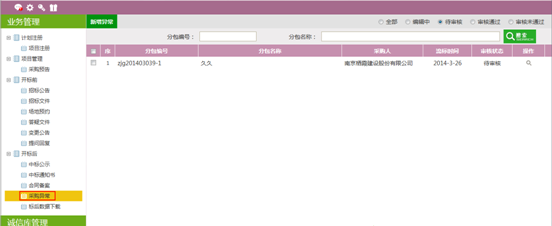 业务管理
新增异常
全部 编辑中 待审核 审核通过 审核未通过
计划注册
项目注册
项目管理
采购预告
开标前
招标公告
招标文件
场地预约
答疑文件
变更公告
提问回复
开标后
中标公示
中标通知书
合同备案
采购异常
标后数据下载
诚信库管理
分包编号: 分包名称: 搜索
序 分包编号 分包名称 采购人 流标时间 审核状态 操作
1 zjg201403039-1 久久 南京栖霞建设股份有限公司 2014-3-26 待审核